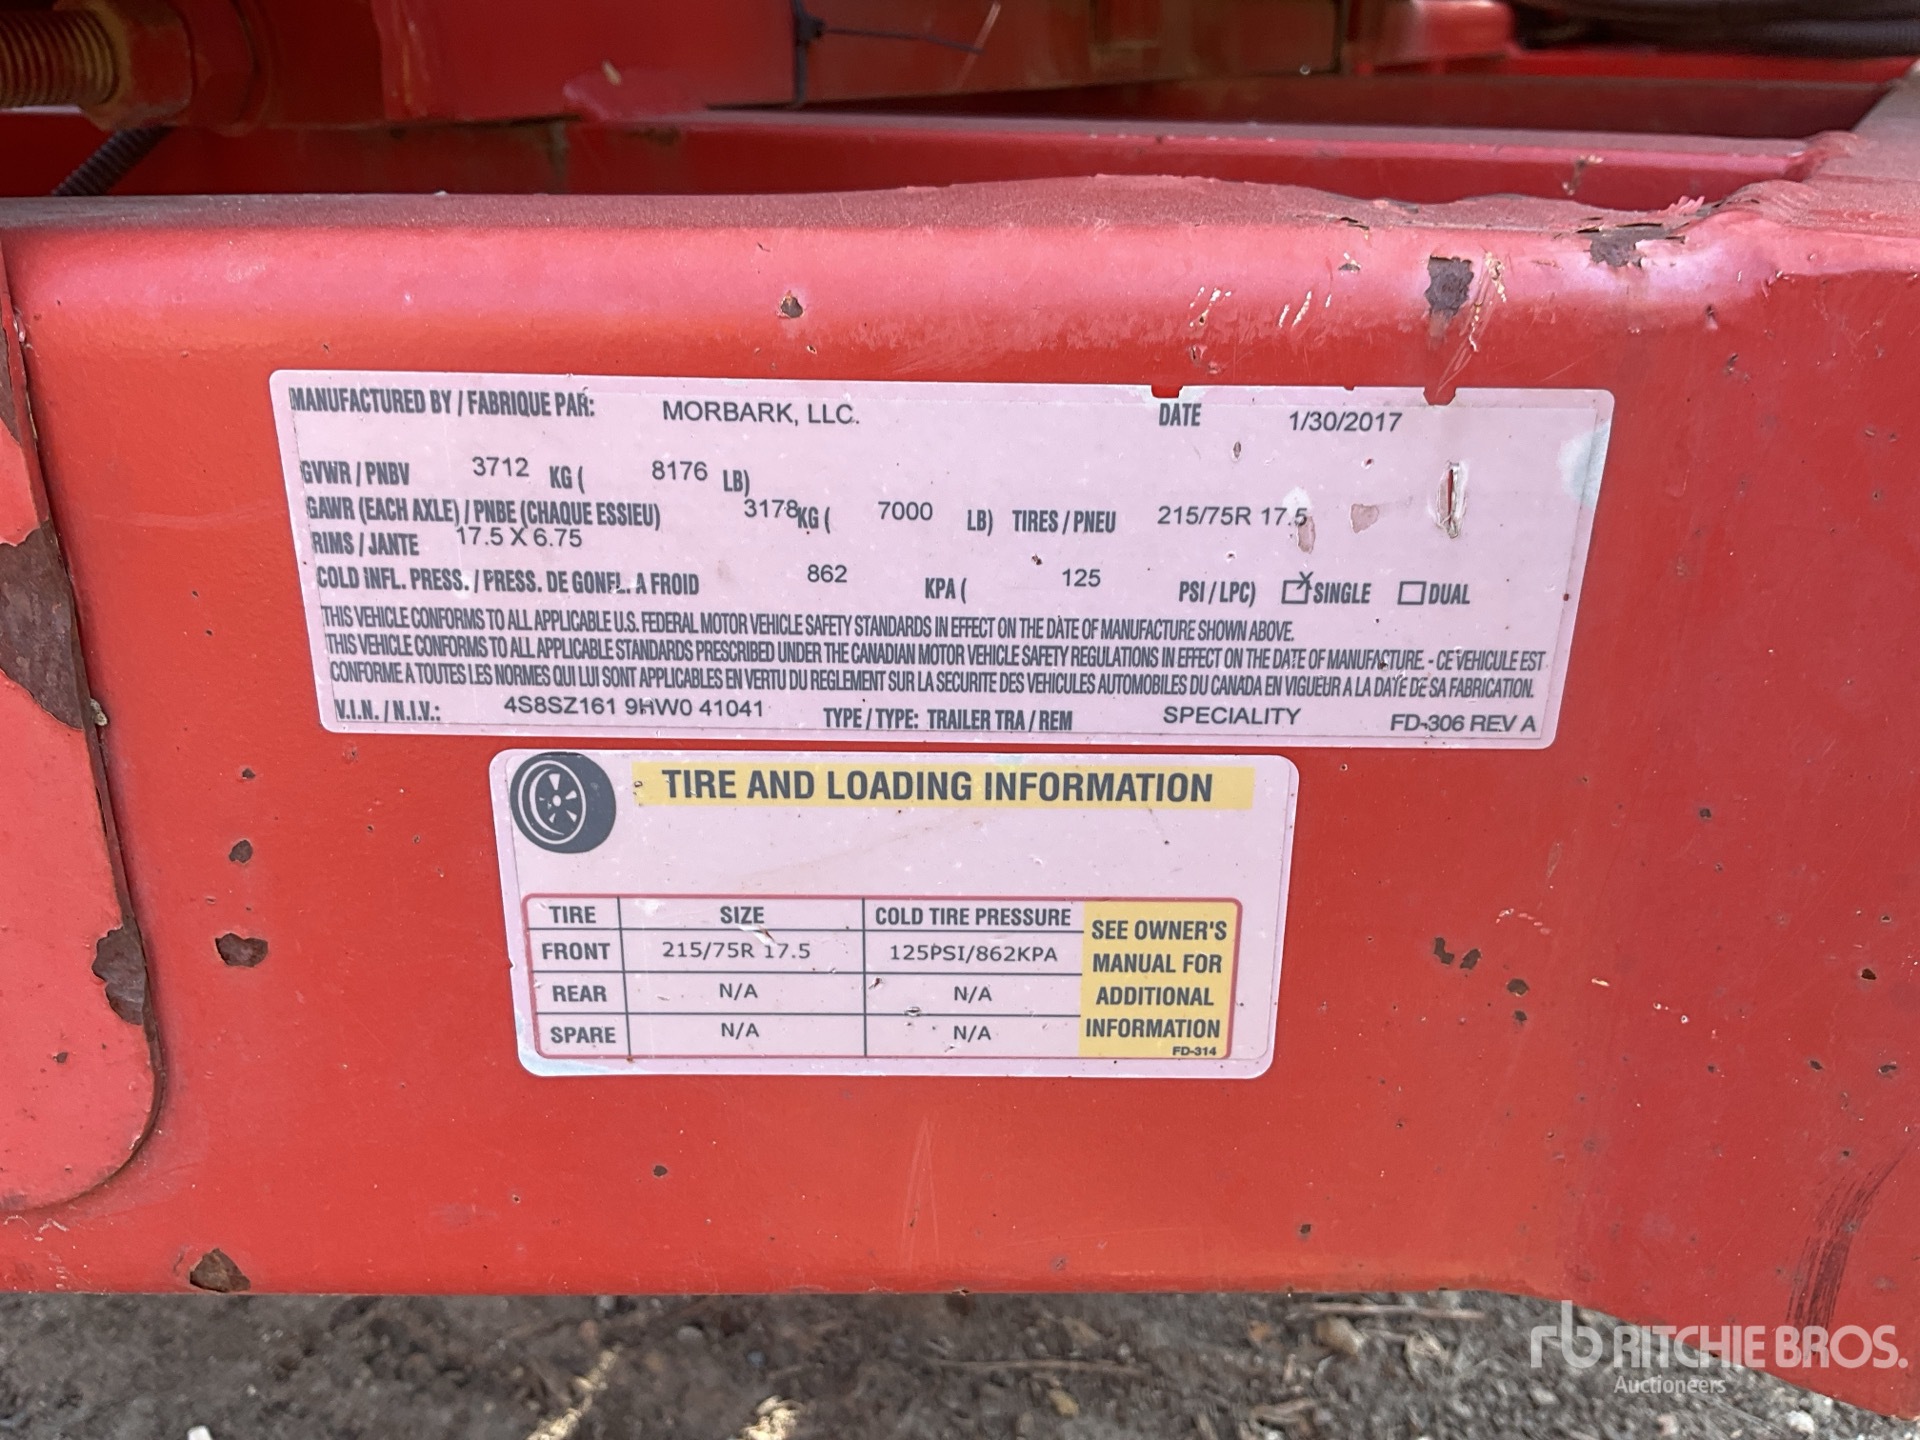 MANUFACTURED BY / FABRIQUE PAR: MORBARK, LLC. DATE 1/30/2017
GVWR / PNBV 3712 KG ( 8176 LB)
GAWR (EACH AXLE) / PNBE (CHAQUE ESSIEU) 3178 KG ( 7000 LB) TIRES / PNEU 215/75R 17.5
RIMS / JANTE 17.5 X 6.75
COLD INFL. PRESS. / PRESS. DE GONFL. A FROID 862 KPA ( 125 PSI / LPC) X SINGLE DUAL
THIS VEHICLE CONFORMS TO ALL APPLICABLE U.S. FEDERAL MOTOR VEHICLE SAFETY STANDARDS IN EFFECT ON THE DATE OF MANUFACTURE SHOWN ABOVE.
THIS VEHICLE CONFORMS TO ALL APPLICABLE STANDARDS PRESCRIBED UNDER THE CANADIAN MOTOR VEHICLE SAFETY REGULATIONS IN EFFECT ON THE DATE OF MANUFACTURE. - CE VEHICULE EST
CONFORME A TOUTES LES NORMES QUI LUI SONT APPLICABLES EN VERTU DU REGLEMENT SUR LA SECURITE DES VEHICULES AUTOMOBILES DU CANADA EN VIGUEUR A LA DATE DE SA FABRICATION.
V.I.N. / N.I.V.: 4S8SZ161 9HW0 41041 TYPE / TYPE: TRAILER TRA / REM SPECIALITY FD-306 REV A
TIRE AND LOADING INFORMATION
TIRE SIZE COLD TIRE PRESSURE
FRONT 215/75R 17.5 125PSI/862KPA
REAR N/A N/A
SPARE N/A N/A
SEE OWNER'S
MANUAL FOR
ADDITIONAL
INFORMATION
FD-314
rb RITCHIE BROS.
Auctioneers